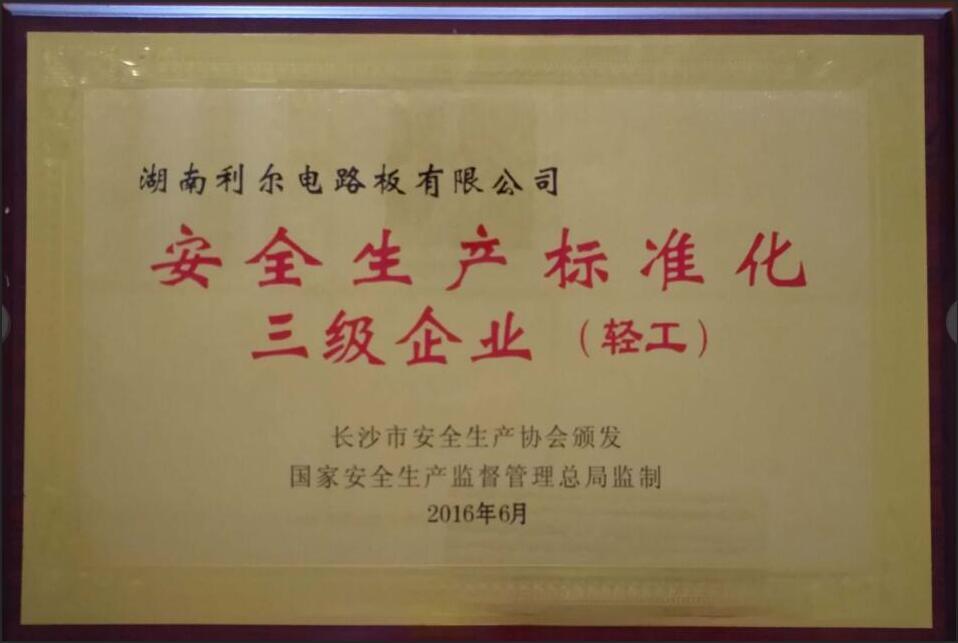 湖南利尔电路板有限公司
安全生产标准化
三级企业（轻工）
长沙市安全生产协会颁发
国家安全生产监督管理总局监制
2016年6月